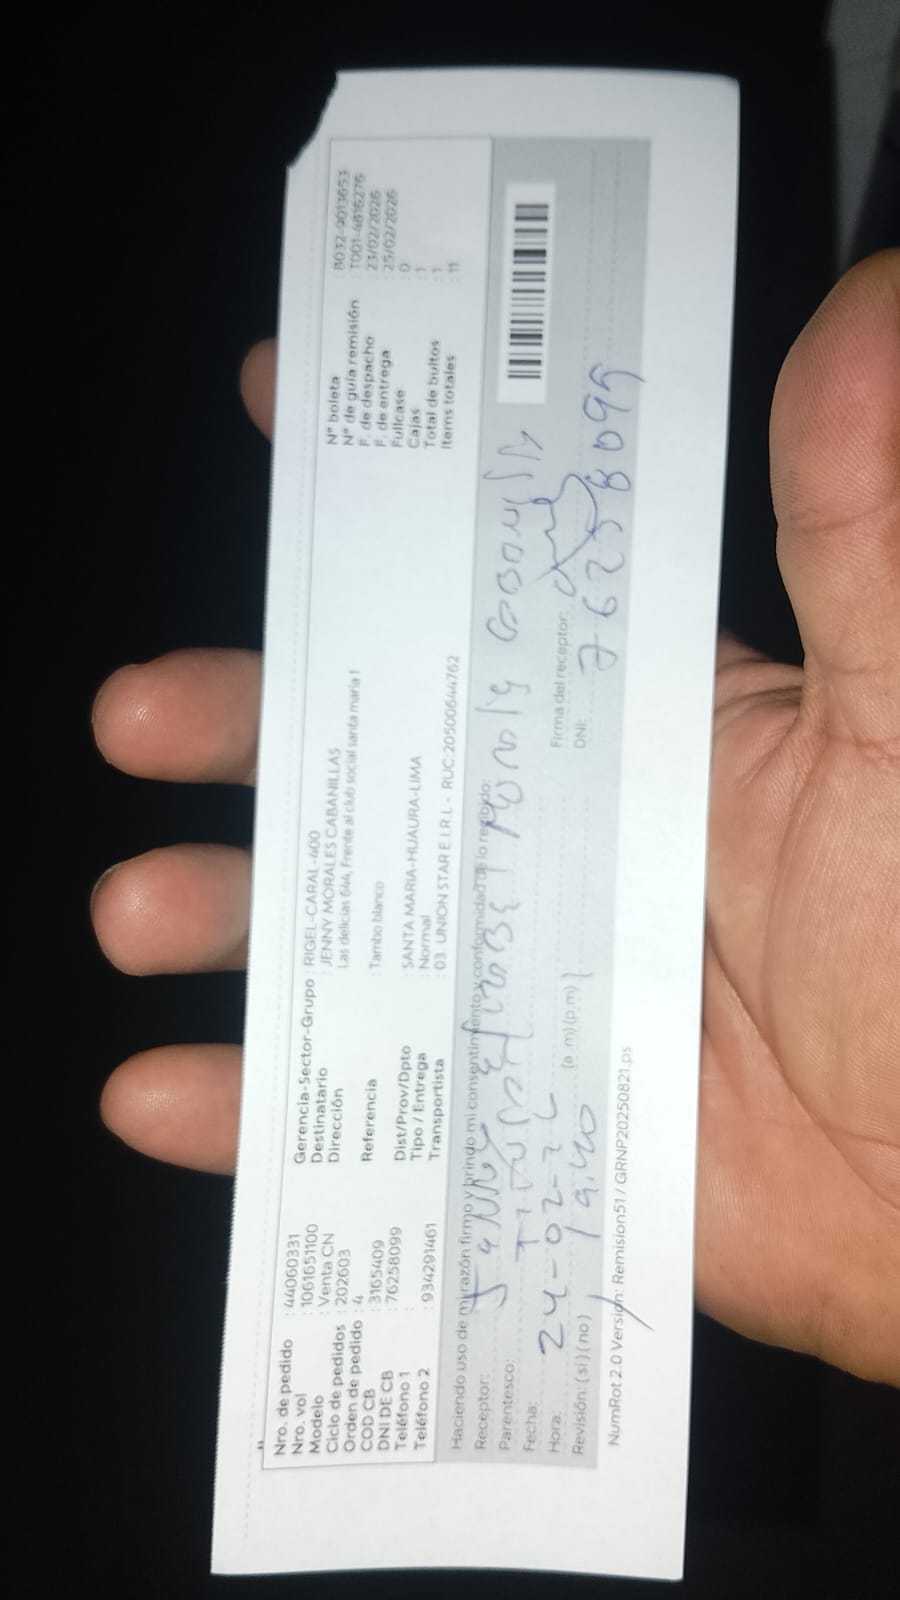 Nro. de pedido : 44060331
Nro. vol : 1061651100
Modelo : Venta CN
Ciclo de pedidos : 202603
Orden de pedido : 4
COD CB : 3165409
DNI DE CB : 76258099
Teléfono 1 :
Teléfono 2 : 934291461
Gerencia-Sector-Grupo : RIGEL-CARAL-400
Destinatario : JENNY MORALES CABANILLAS
Dirección : Las delicias 644, Frente al club social santa maria 1
Referencia : Tambo blanco
Dist/Prov/Dpto : SANTA MARIA-HUAURA-LIMA
Tipo / Entrega : Normal
Transportista : 03 UNION STAR E.I.R.L - RUC:20500644762
N° boleta : B032-9013653
N° de guía remisión : T001-4816276
F. de despacho : 23/02/2026
F. de entrega : 25/02/2026
Fullcase : 0
Cajas : 1
Total de bultos : 1
Items totales : 11
Haciendo uso de mi razón firmo y brindo mi consentimiento y conformidad de lo recibido:
Receptor:
Parentesco:
Fecha: 24-02-26
Hora: (a.m)(p.m)
Revisión: (si)(no)
Firma del receptor:
DNI: 76258099
NumRot 2.0 Version: Remision51 / GRNP20250821.ps